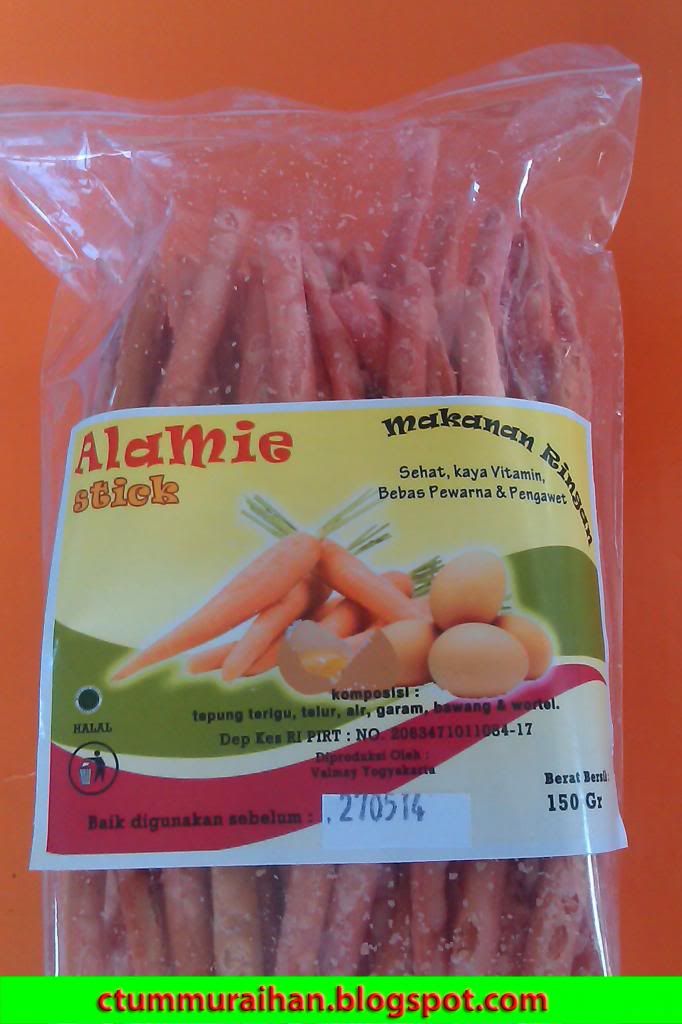 AlaMie
stick
Makanan Ringan
Sehat, kaya Vitamin,
Bebas Pewarna & Pengawet
komposisi :
tepung terigu, telur, air, garam, bawang & wortel.
HALAL
Dep Kes RI PIRT : NO. 2063471011084-17
Diproduksi Oleh :
Valmay Yogyakarta
Berat Bersih:
150 Gr
Baik digunakan sebelum : 270514
ctummuraihan.blogspot.com